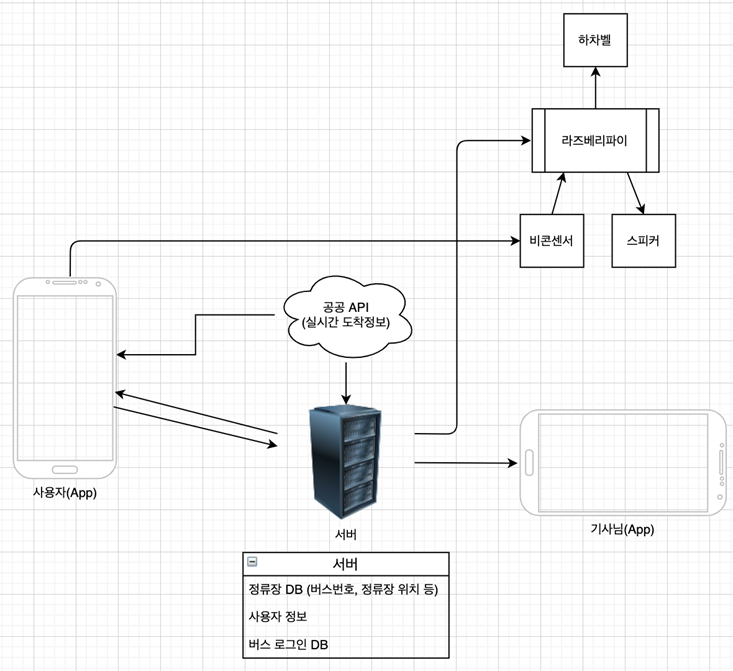 하차벨
라즈베리파이
비콘센서
스피커
공공 API
(실시간 도착정보)
사용자(App)
기사님(App)
서버
서버
정류장 DB (버스번호, 정류장 위치 등)
사용자 정보
버스 로그인 DB